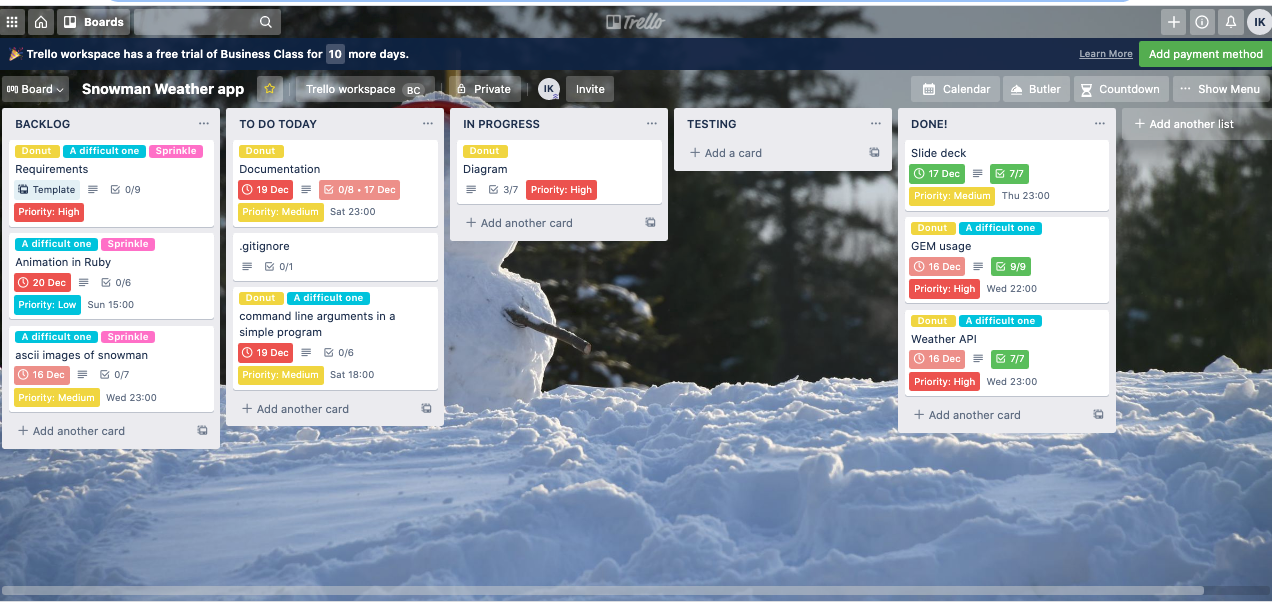 Boards
Trello
IK
Trello workspace has a free trial of Business Class for 10 more days.
Learn More
Add payment method
Board
Snowman Weather app
Trello workspace BC
Private
IK
Invite
Calendar
Butler
Countdown
Show Menu
BACKLOG
Donut A difficult one Sprinkle
Requirements
Template 0/9
Priority: High
A difficult one Sprinkle
Animation in Ruby
20 Dec 0/6
Priority: Low Sun 15:00
A difficult one Sprinkle
ascii images of snowman
16 Dec 0/7
Priority: Medium Wed 23:00
+ Add another card
TO DO TODAY
Donut
Documentation
19 Dec 0/8 • 17 Dec
Priority: Medium Sat 23:00
.gitignore
0/1
Donut A difficult one
command line arguments in a
simple program
19 Dec 0/6
Priority: Medium Sat 18:00
+ Add another card
IN PROGRESS
Donut
Diagram
3/7 Priority: High
+ Add another card
TESTING
+ Add a card
DONE!
Slide deck
17 Dec 7/7
Priority: Medium Thu 23:00
Donut A difficult one
GEM usage
16 Dec 9/9
Priority: High Wed 22:00
Donut A difficult one
Weather API
16 Dec 7/7
Priority: High Wed 23:00
+ Add another card
+ Add another list